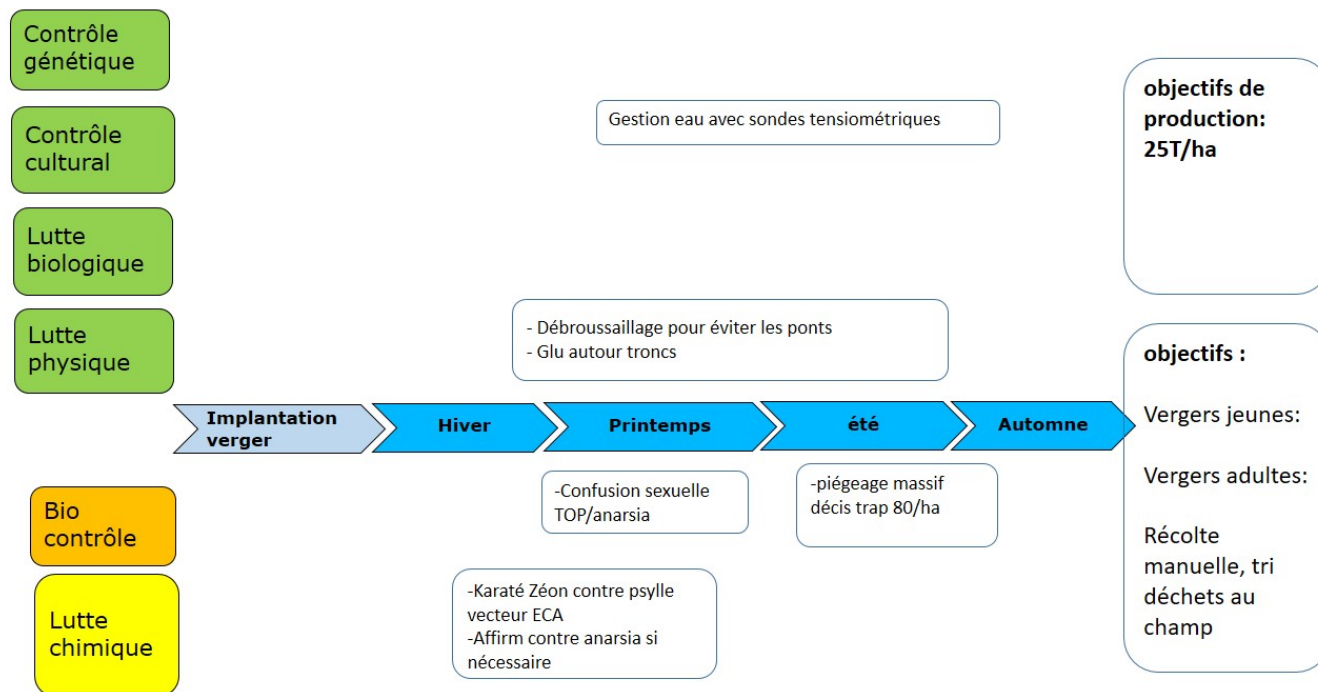 Contrôle
génétique
Contrôle
cultural
Lutte
biologique
Lutte
physique
Gestion eau avec sondes tensiométriques
- Débroussaillage pour éviter les ponts
- Glu autour troncs
objectifs de
production:
25T/ha
Implantation
verger
Hiver
Printemps
été
Automne
objectifs :
Vergers jeunes:
Vergers adultes:
Récolte
manuelle, tri
déchets au
champ
Bio
contrôle
-Confusion sexuelle
TOP/anarsia
-piégeage massif
décis trap 80/ha
Lutte
chimique
-Karaté Zéon contre psylle
vecteur ECA
-Affirm contre anarsia si
nécessaire